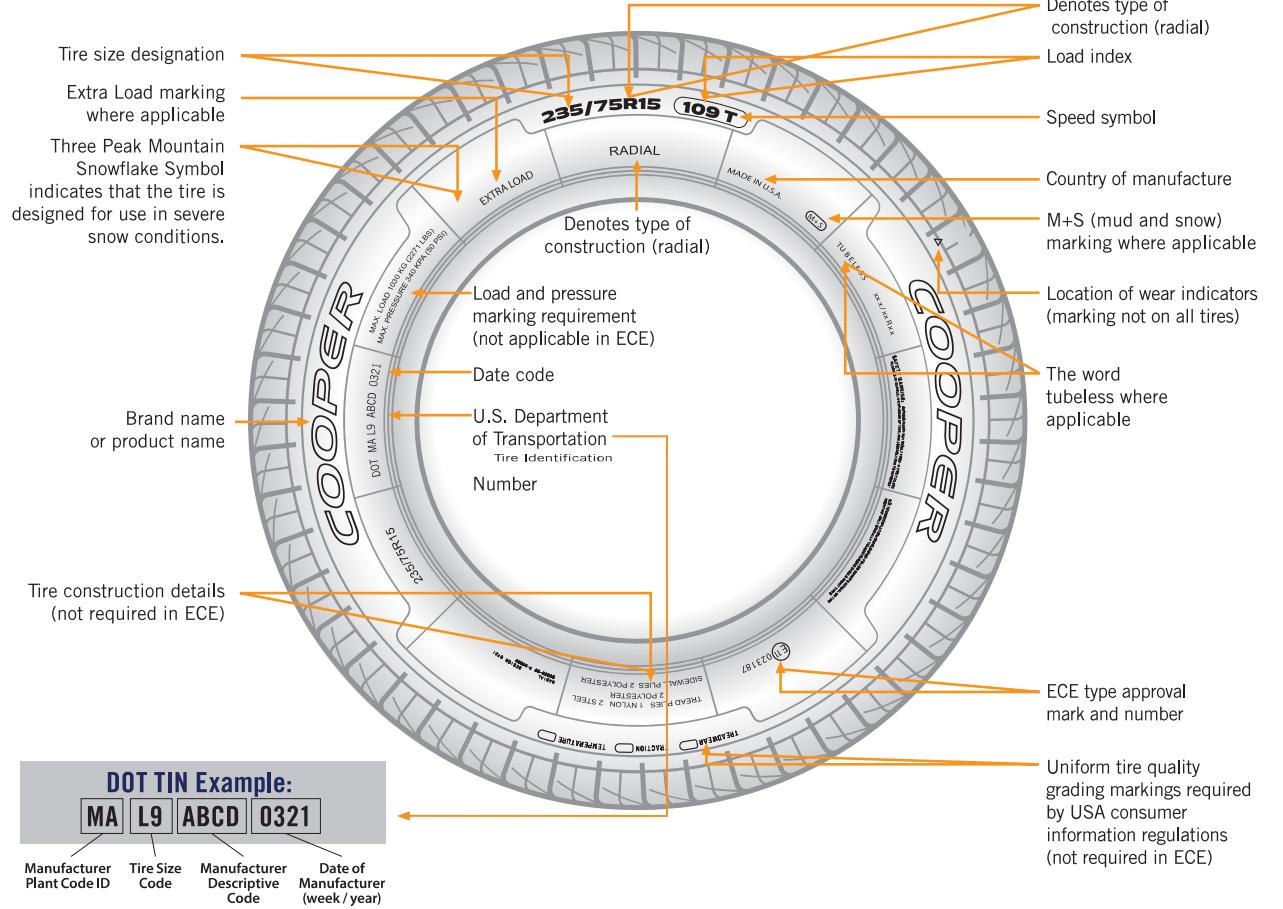 Denotes type of
construction (radial)
Tire size designation
Load index
Extra Load marking
where applicable
Speed symbol
Three Peak Mountain
Snowflake Symbol
indicates that the tire is
designed for use in severe
snow conditions.
Country of manufacture
M+S (mud and snow)
marking where applicable
Location of wear indicators
(marking not on all tires)
The word
tubeless where
applicable
235/75R15 109 T
RADIAL
EXTRA LOAD
MADE IN U.S.A.
M+S
TUBELESS
xx x / xx R x x
Denotes type of
construction (radial)
MAX. LOAD 1030 KG (2271 LBS)
MAX. PRESSURE 340 KPA (50 PSI)
Load and pressure
marking requirement
(not applicable in ECE)
Date code
U.S. Department
of Transportation
Tire Identification
Number
COOPER
COOPER
DOT MA L9 ABCD 0321
235/75R15
Brand name
or product name
Tire construction details
(not required in ECE)
SIDEWALL PLIES 2 POLYESTER
2 POLYESTER
TREAD PLIES 1 NYLON 2 STEEL
E11 023187
TREADWEAR
TRACTION
TEMPERATURE
ECE type approval
mark and number
Uniform tire quality
grading markings required
by USA consumer
information regulations
(not required in ECE)
DOT TIN Example:
MA L9 ABCD 0321
Manufacturer
Plant Code ID
Tire Size
Code
Manufacturer
Descriptive
Code
Date of
Manufacturer
(week / year)